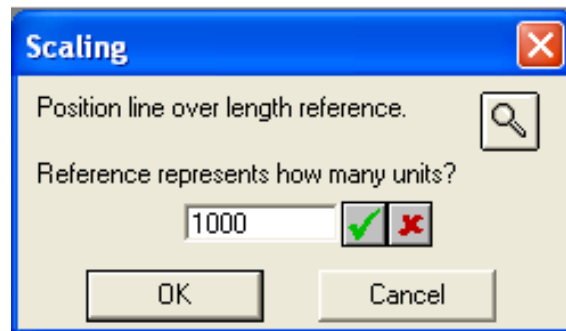 Scaling
Position line over length reference.
Reference represents how many units?
1000
OK Cancel